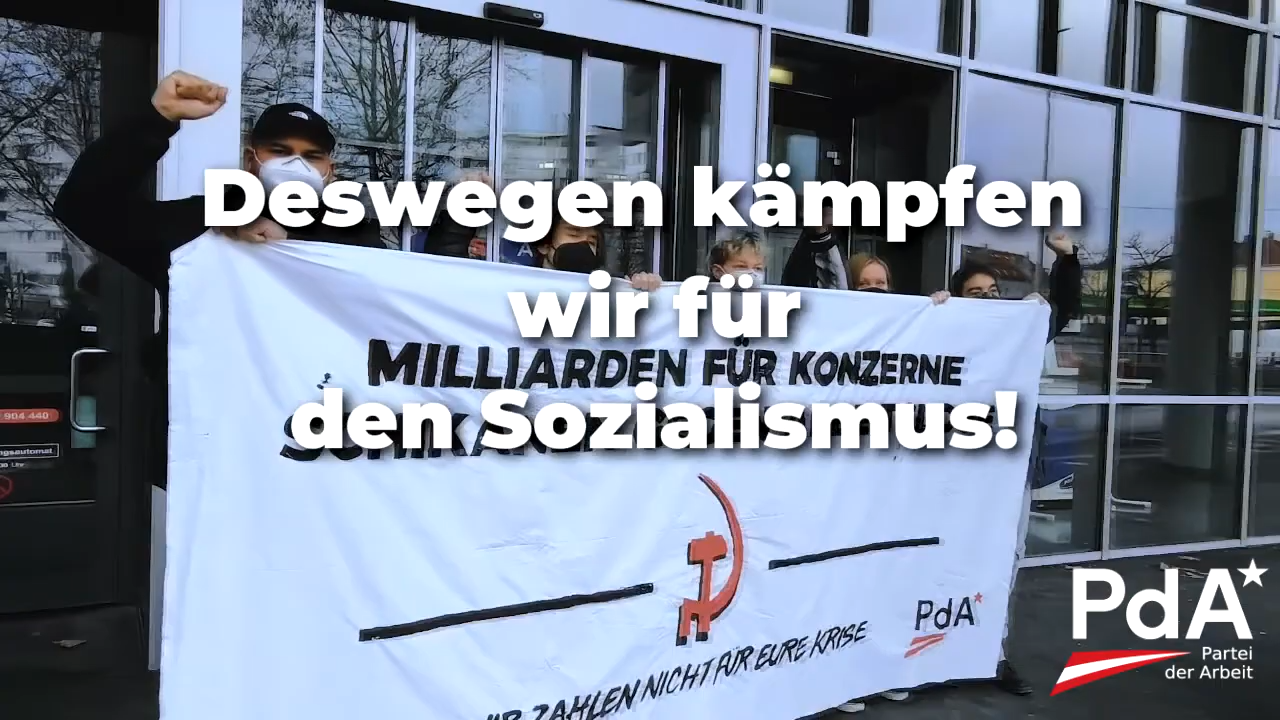 Deswegen kämpfen
wir für
den Sozialismus!
MILLIARDEN FÜR KONZERNE
ZAHLEN NICHT FÜR EURE KRISE
PdA
PdA
Partei
der Arbeit
904 440
A